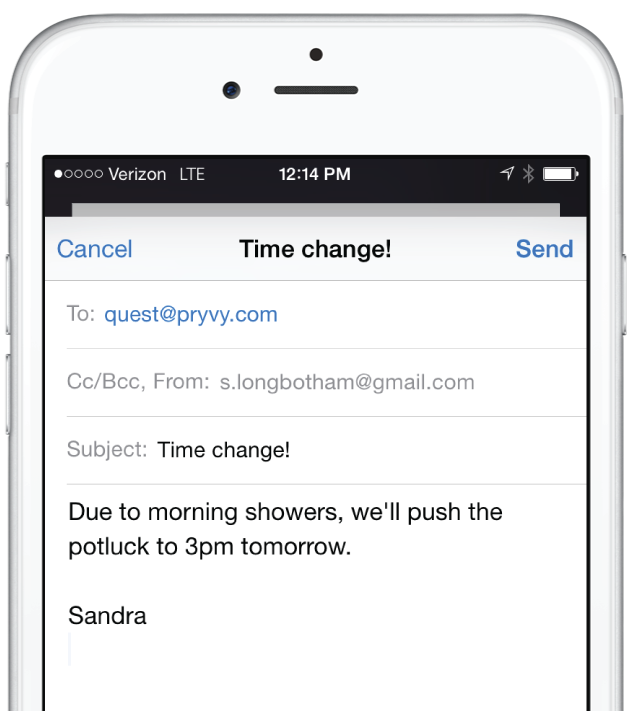 Verizon LTE 12:14 PM
Cancel Time change! Send
To: quest@pryvy.com
Cc/Bcc, From: s.longbotham@gmail.com
Subject: Time change!
Due to morning showers, we'll push the
potluck to 3pm tomorrow.
Sandra